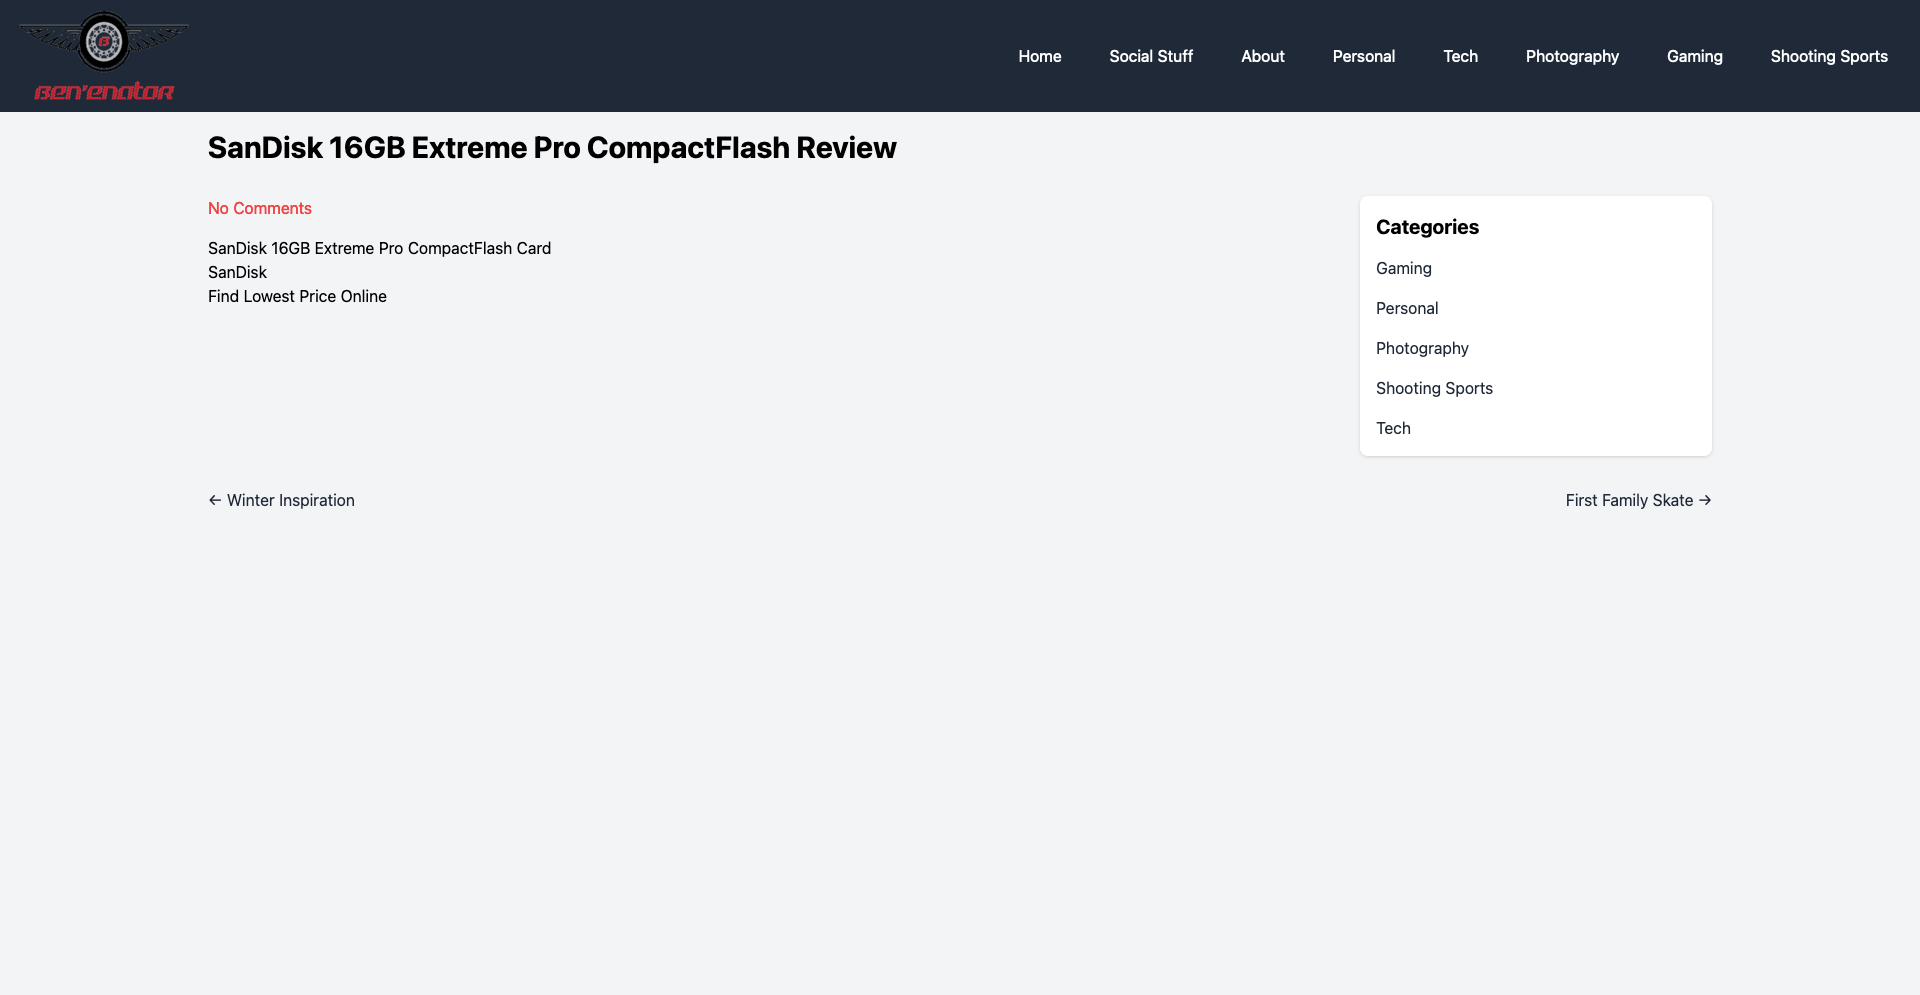 Ben'enator
Home Social Stuff About Personal Tech Photography Gaming Shooting Sports
SanDisk 16GB Extreme Pro CompactFlash Review
No Comments
SanDisk 16GB Extreme Pro CompactFlash Card
SanDisk
Find Lowest Price Online
Categories
Gaming
Personal
Photography
Shooting Sports
Tech
← Winter Inspiration
First Family Skate →